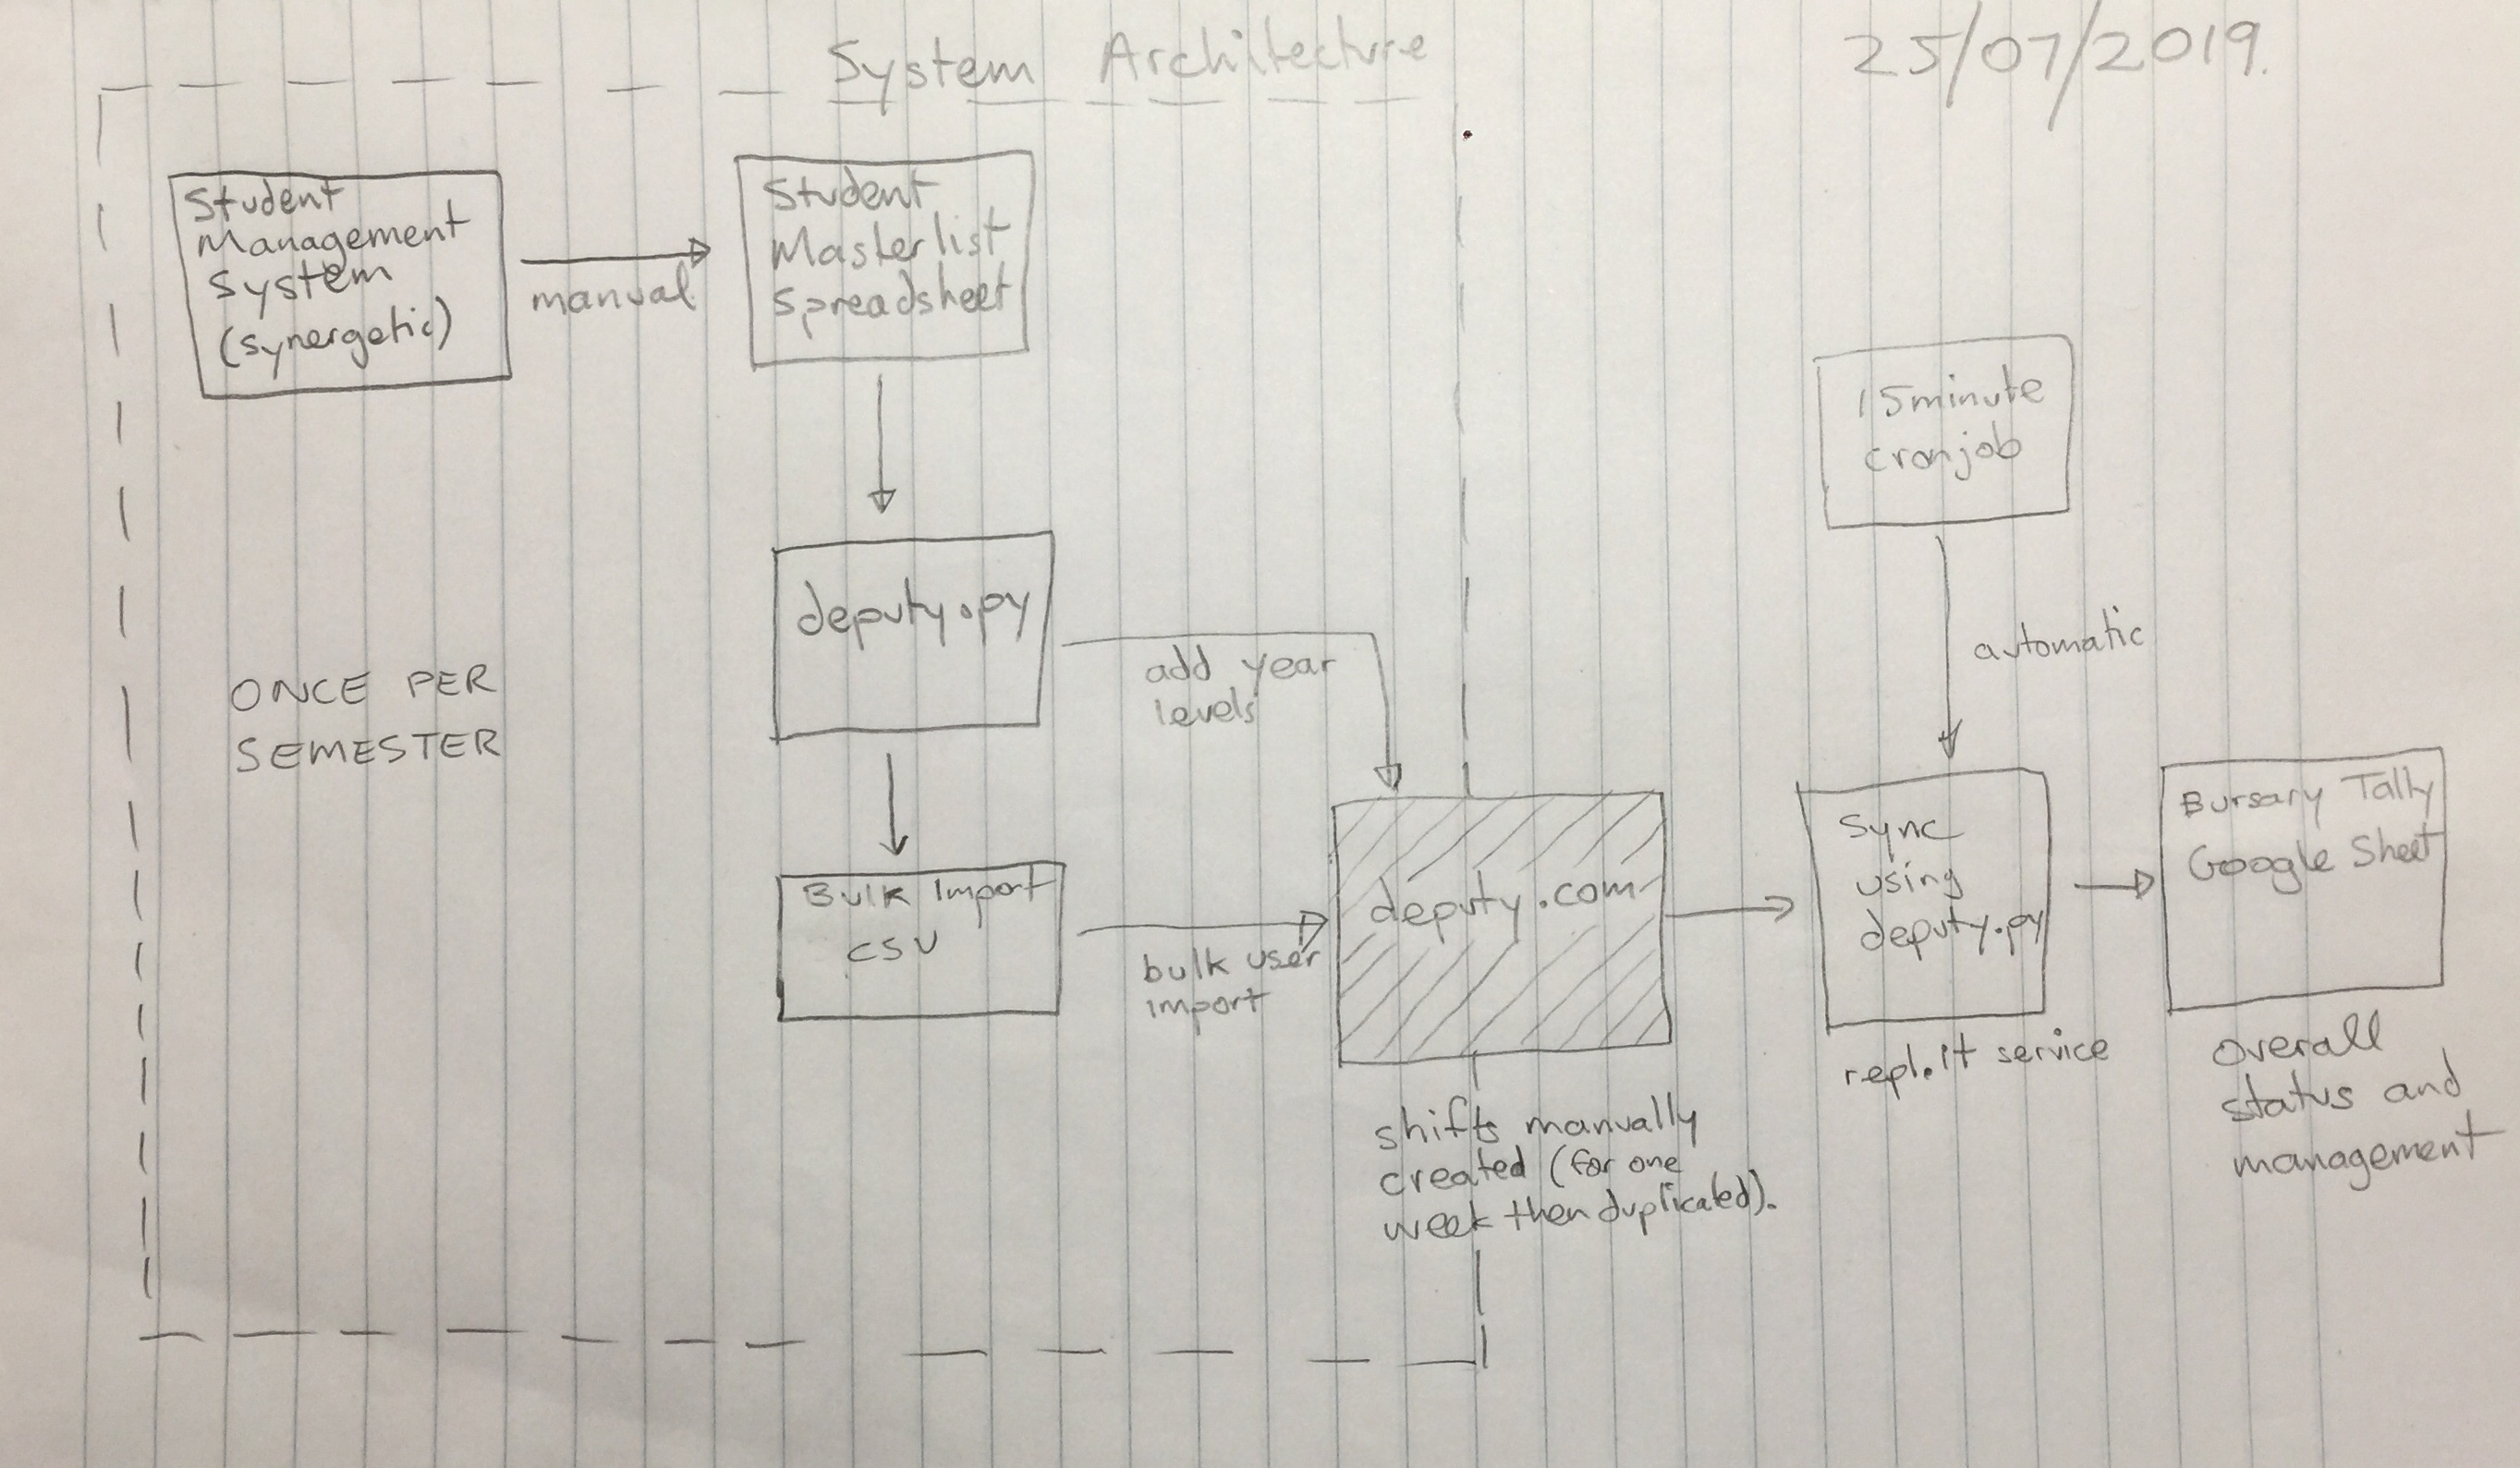 System Architecture
25/07/2019.
Student
Management
System
(synergetic)
manual
Student
Masterlist
Spreadsheet
15minute
cronjob
automatic
deputy.py
add year
levels
ONCE PER
SEMESTER
Bulk Import
CSV
bulk user
import
deputy.com
shifts manually
created (for one
week then duplicated).
Sync
using
deputy.py
repl.it service
Bursary Tally
Google Sheet
overall
status and
management